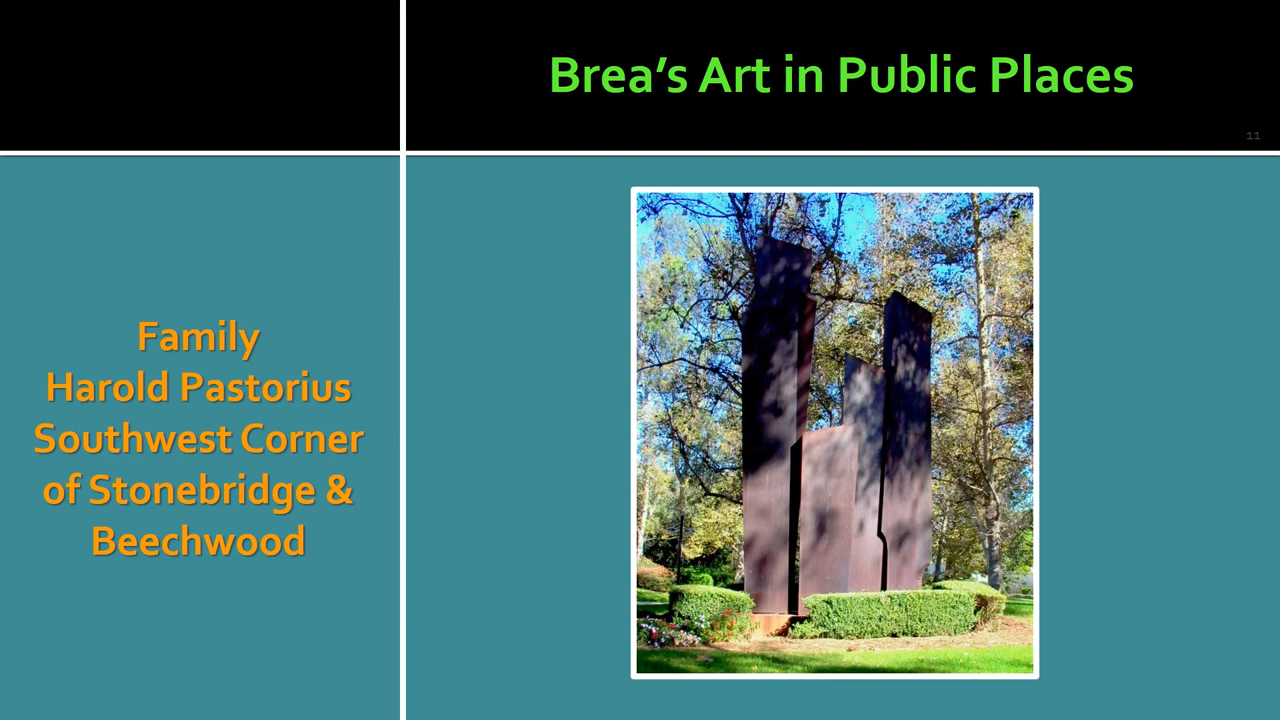 Brea’s Art in Public Places
11
Family
Harold Pastorius
Southwest Corner
of Stonebridge &
Beechwood